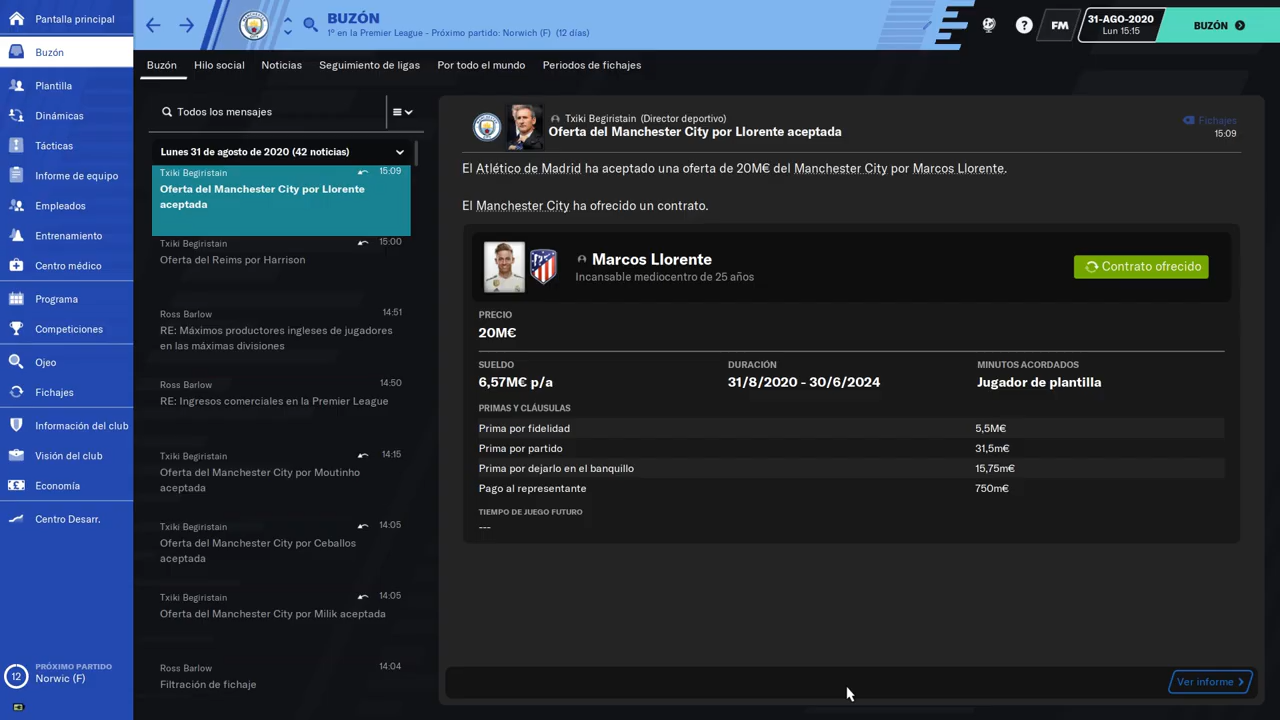 Pantalla principal
Buzón
Plantilla
Dinámicas
Tácticas
Informe de equipo
Empleados
Entrenamiento
Centro médico
Programa
Competiciones
Ojeo
Fichajes
Información del club
Visión del club
Economía
Centro Desarr.
12
PRÓXIMO PARTIDO
Norwic (F)
BUZÓN
1º en la Premier League - Próximo partido: Norwich (F) (12 días)
?
FM
31-AGO-2020
Lun 15:15
BUZÓN
Buzón
Hilo social
Noticias
Seguimiento de ligas
Por todo el mundo
Periodos de fichajes
Todos los mensajes
Lunes 31 de agosto de 2020 (42 noticias)
Txiki Begiristain 15:09
Oferta del Manchester City por Llorente
aceptada
Txiki Begiristain 15:00
Oferta del Reims por Harrison
Ross Barlow 14:51
RE: Máximos productores ingleses de jugadores
en las máximas divisiones
Ross Barlow 14:50
RE: Ingresos comerciales en la Premier League
Txiki Begiristain 14:15
Oferta del Manchester City por Moutinho
aceptada
Txiki Begiristain 14:05
Oferta del Manchester City por Ceballos
aceptada
Txiki Begiristain 14:05
Oferta del Manchester City por Milik aceptada
Ross Barlow 14:04
Filtración de fichaje
Txiki Begiristain (Director deportivo)
Oferta del Manchester City por Llorente aceptada
Fichajes
15:09
El Atlético de Madrid ha aceptado una oferta de 20M€ del Manchester City por Marcos Llorente.
El Manchester City ha ofrecido un contrato.
Marcos Llorente
Incansable mediocentro de 25 años
Contrato ofrecido
PRECIO
20M€
SUELDO DURACIÓN MINUTOS ACORDADOS
6,57M€ p/a 31/8/2020 - 30/6/2024 Jugador de plantilla
PRIMAS Y CLÁUSULAS
Prima por fidelidad 5,5M€
Prima por partido 31,5m€
Prima por dejarlo en el banquillo 15,75m€
Pago al representante 750m€
TIEMPO DE JUEGO FUTURO
---
Ver informe